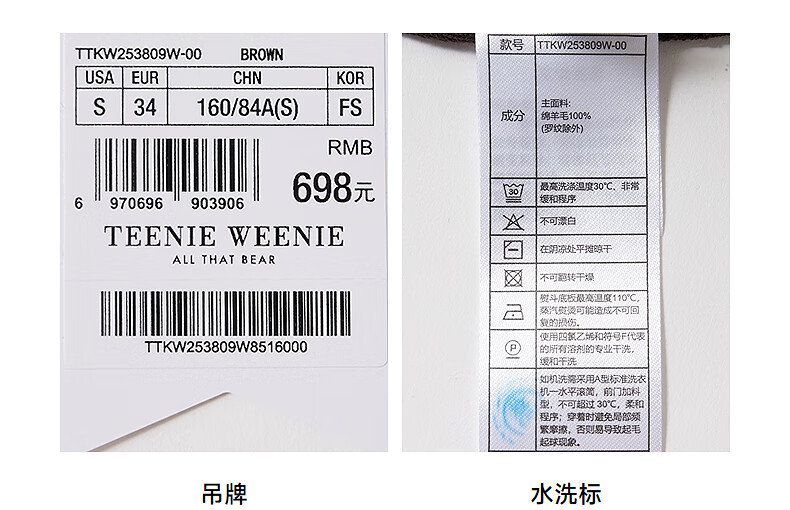 TTKW253809W-00 BROWN
USA EUR CHN KOR
S 34 160/84A(S) FS
RMB
698元
6 970696 903906
TEENIE WEENIE
ALL THAT BEAR
TTKW253809W8516000
吊牌
款号 TTKW253809W-00
成分
主面料:
绵羊毛100%
(罗纹除外)
30
最高洗涤温度30℃,非常
缓和程序
不可漂白
在阴凉处平摊晾干
不可翻转干燥
熨斗底板最高温度110℃,
蒸汽熨烫可能造成不可回
复的损伤。
P
使用四氯乙烯和符号F代表
的所有溶剂的专业干洗,
缓和干洗
如机洗需采用A型标准洗衣
机一水平滚筒,前门加料
型,不可超过 30℃,柔和
程序;穿着时避免局部频
繁摩擦,否则易导致起毛
起球现象。
水洗标